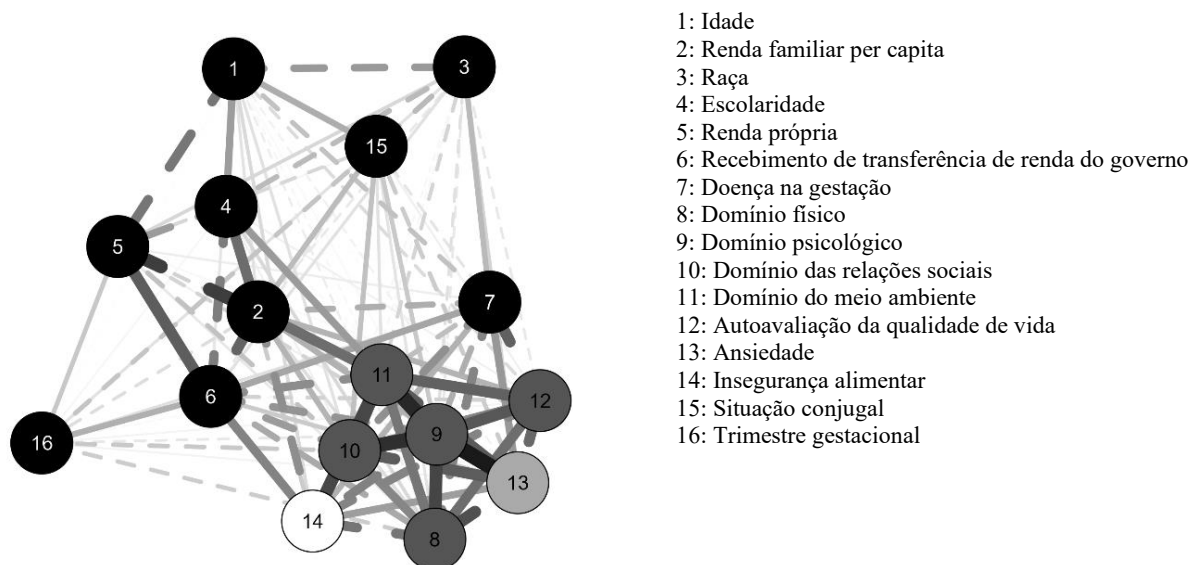 1
3
15
4
5
2
7
6
11
12
16
10
9
13
14
8
1: Idade
2: Renda familiar per capita
3: Raça
4: Escolaridade
5: Renda própria
6: Recebimento de transferência de renda do governo
7: Doença na gestação
8: Domínio físico
9: Domínio psicológico
10: Domínio das relações sociais
11: Domínio do meio ambiente
12: Autoavaliação da qualidade de vida
13: Ansiedade
14: Insegurança alimentar
15: Situação conjugal
16: Trimestre gestacional